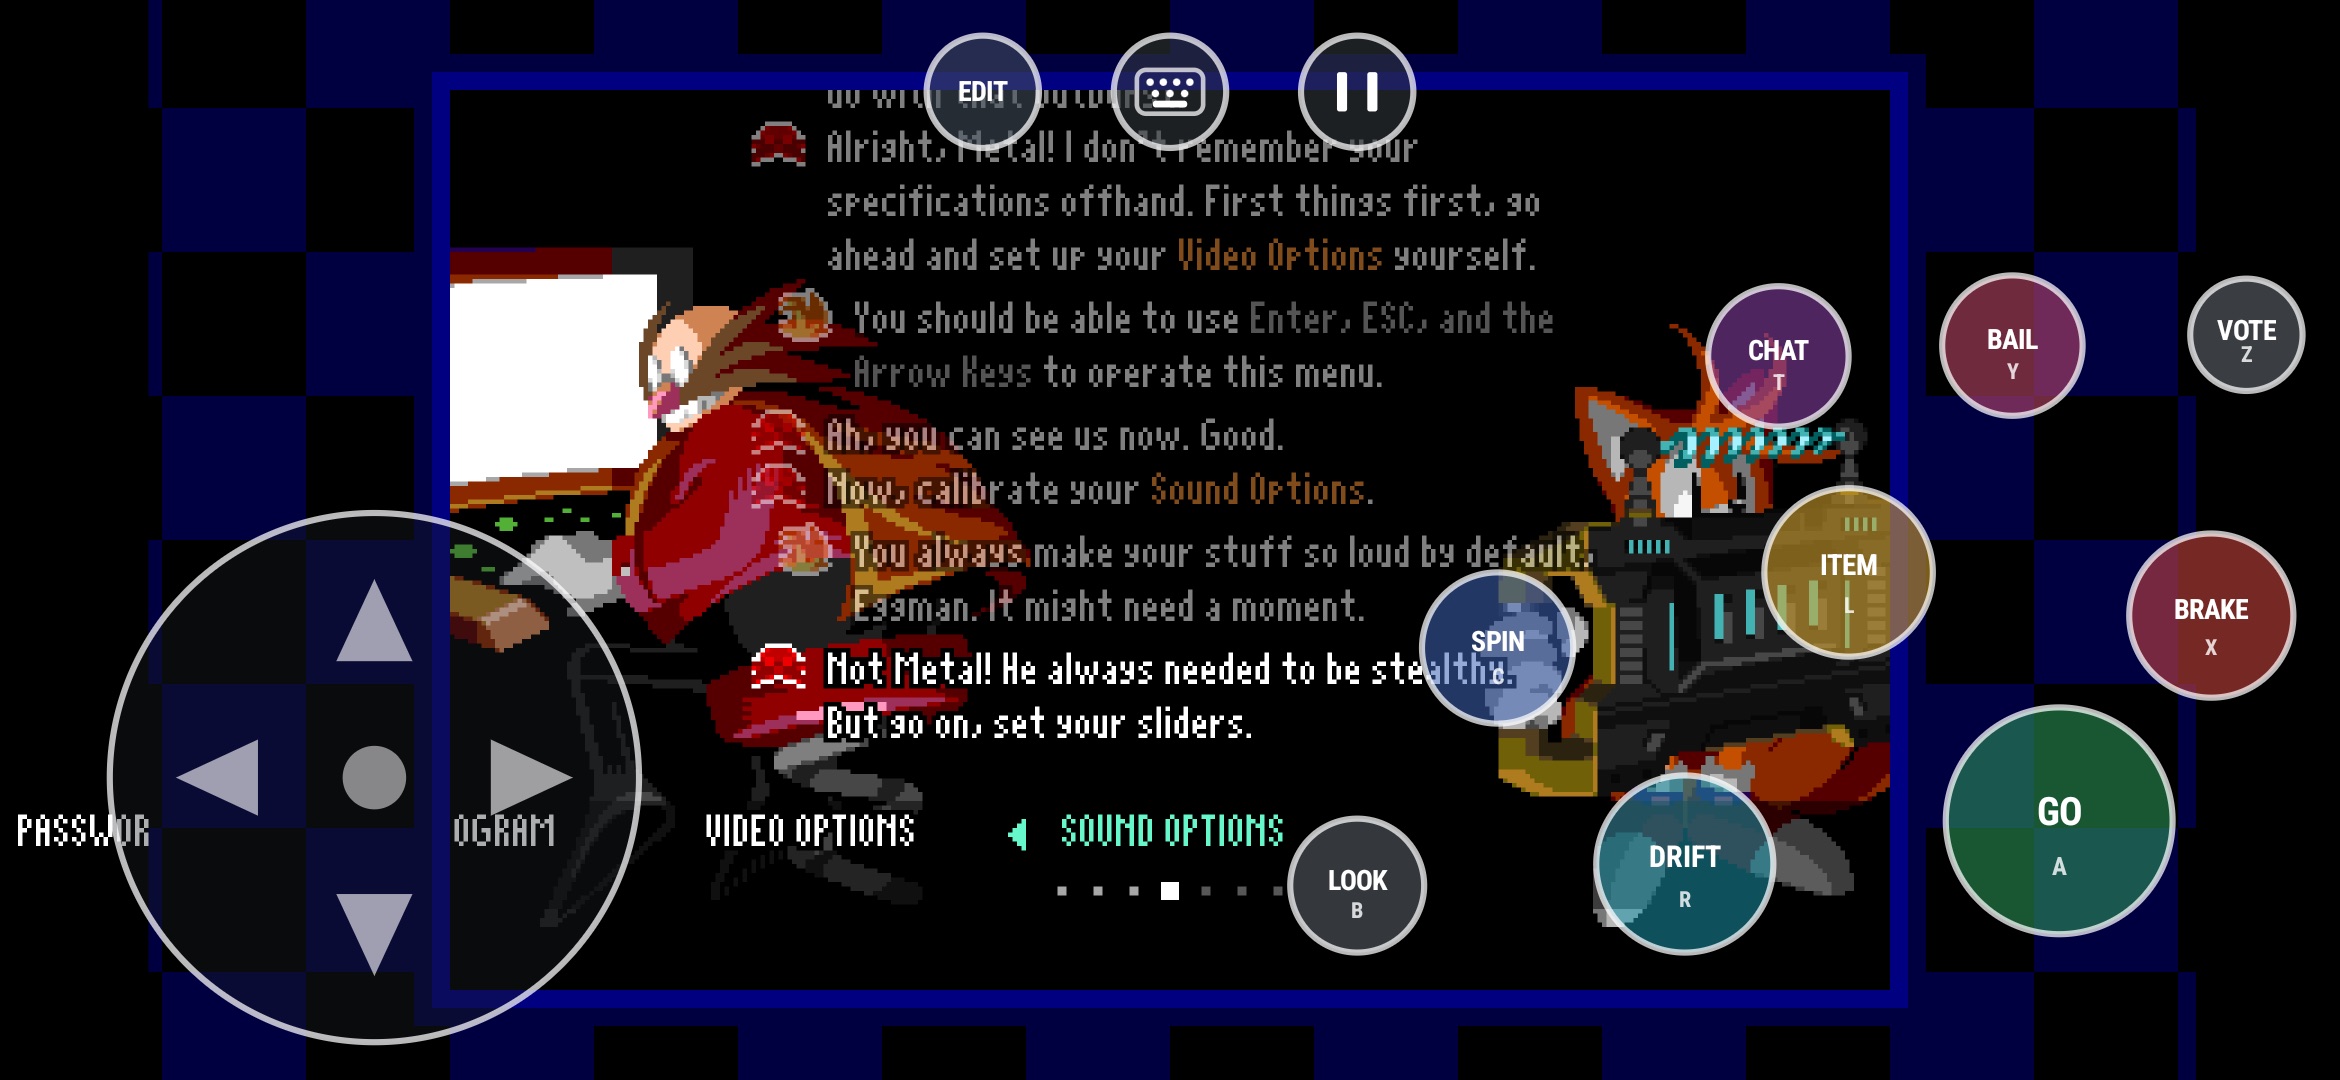 EDIT
do with that outdoors
Alright, Metal! I don't remember your
specifications offhand. First things first, go
ahead and set up your Video Options yourself.
You should be able to use Enter, ESC, and the
Arrow Keys to operate this menu.
Ah, you can see us now. Good.
Now, calibrate your Sound Options.
You always make your stuff so loud by default,
Eggman. It might need a moment.
Not Metal! He always needed to be stealthy.
But go on, set your sliders.
CHAT
T
BAIL
Y
VOTE
Z
ITEM
L
SPIN
C
BRAKE
X
GO
A
DRIFT
R
LOOK
B
PASSWOR OGRAM VIDEO OPTIONS SOUND OPTIONS